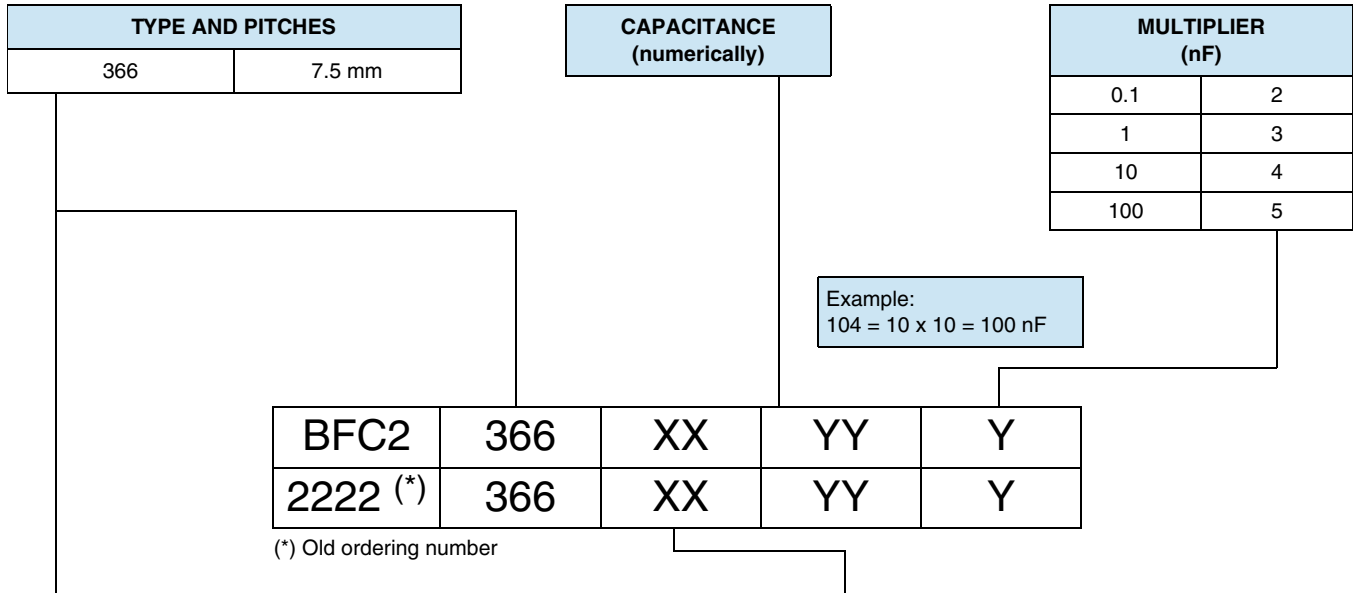 TYPE AND PITCHES
366 7.5 mm
CAPACITANCE
(numerically)
MULTIPLIER
(nF)
0.1 2
1 3
10 4
100 5
Example:
104 = 10 x 10 = 100 nF
BFC2 366 XX YY Y
2222 (*) 366 XX YY Y
(*) Old ordering number